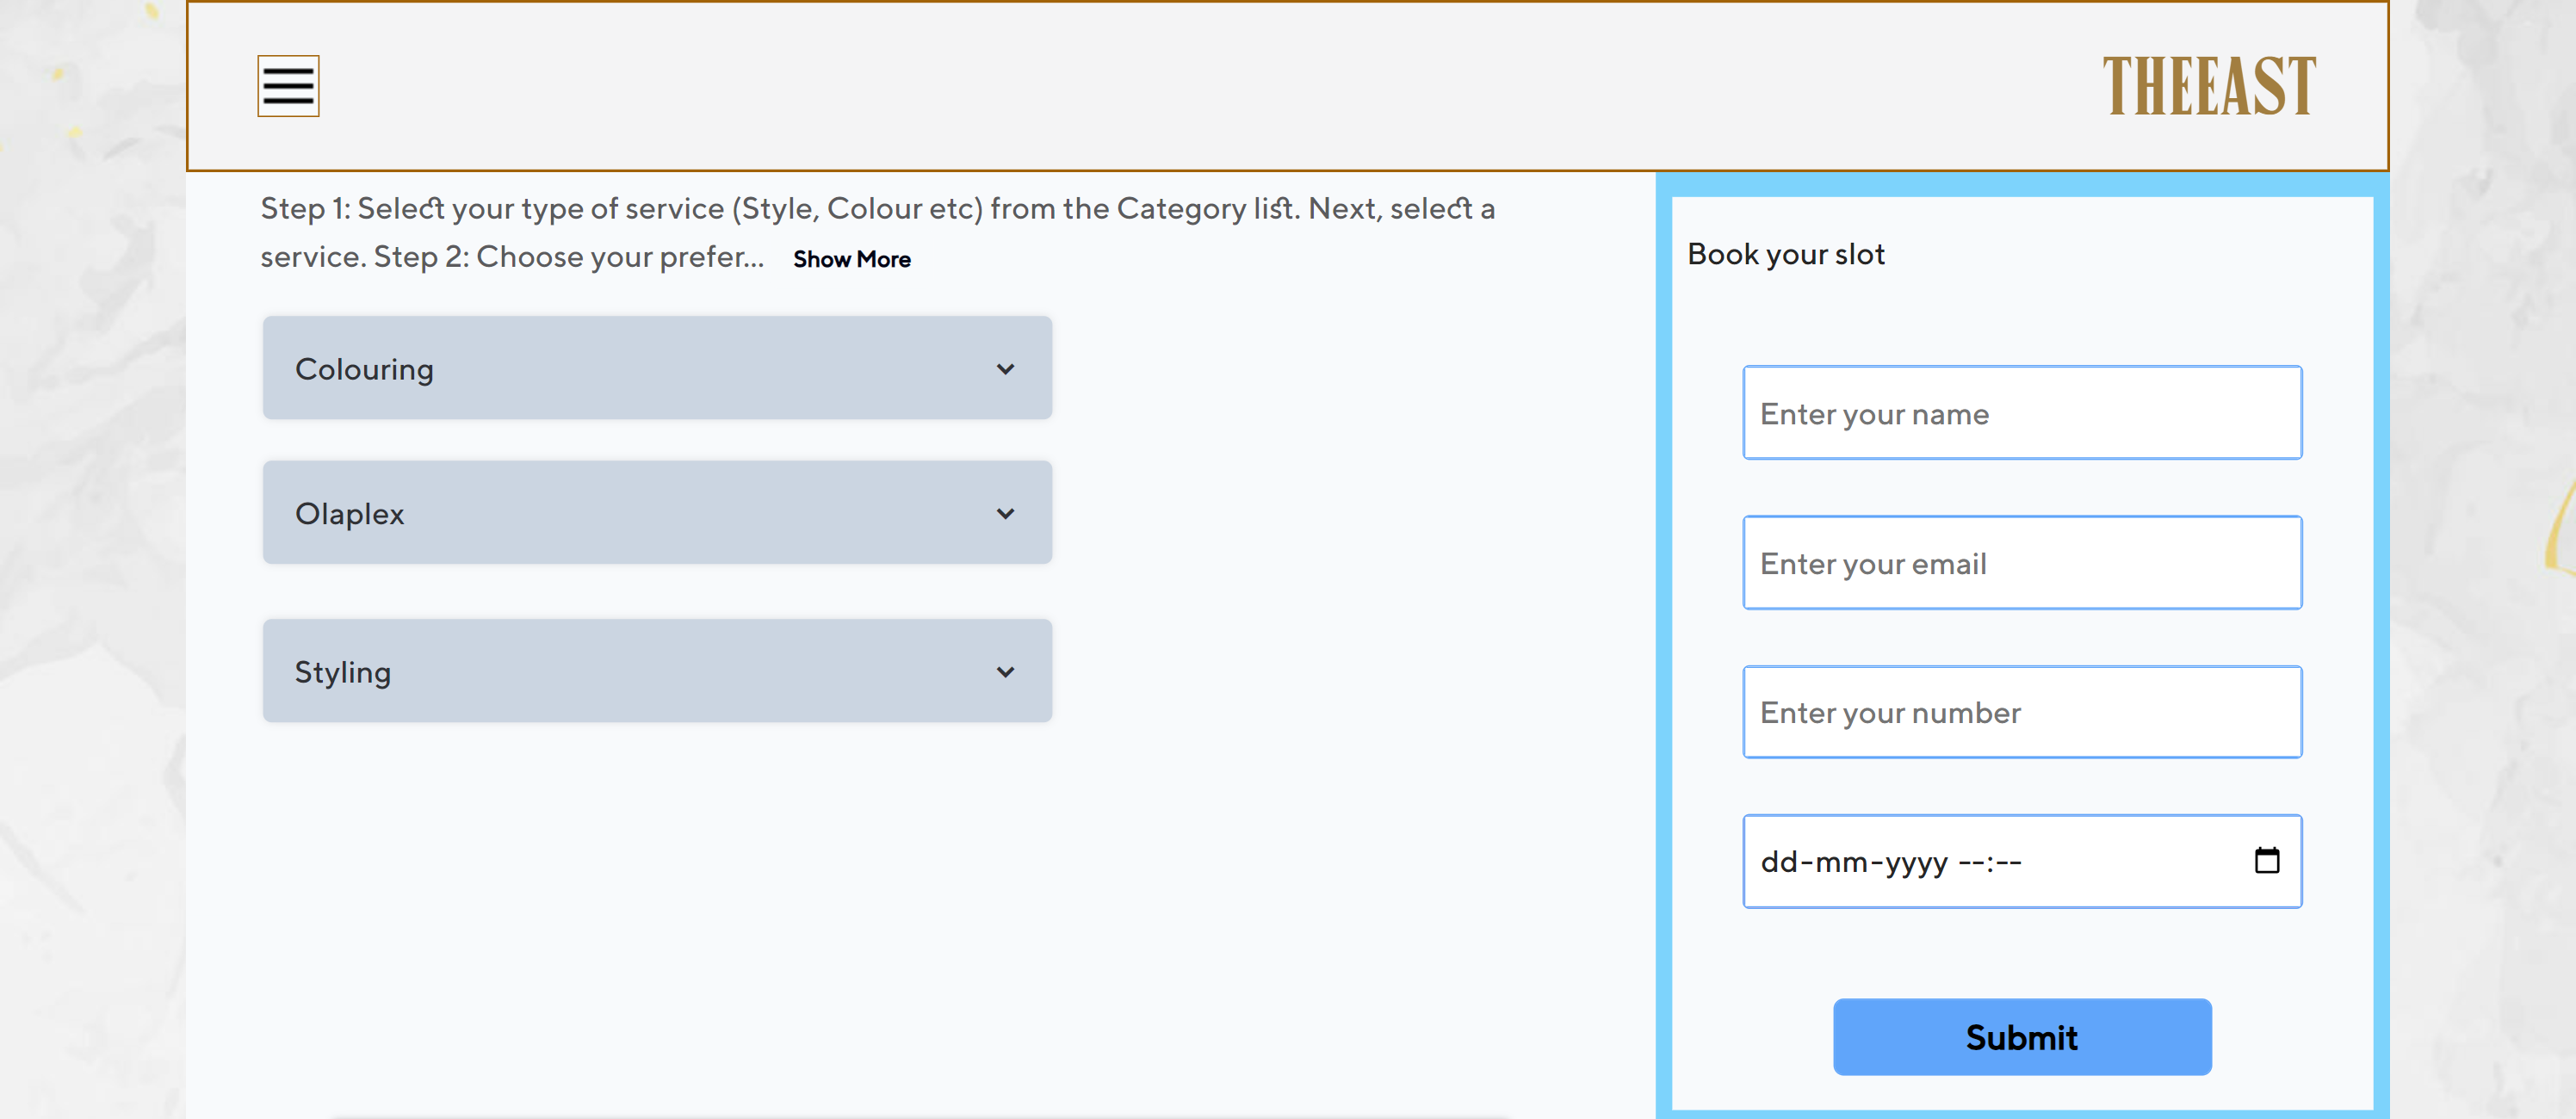 THEEAST
Step 1: Select your type of service (Style, Colour etc) from the Category list. Next, select a
service. Step 2: Choose your prefer... Show More
Colouring
Olaplex
Styling
Book your slot
Enter your name
Enter your email
Enter your number
dd-mm-yyyy --:--
Submit